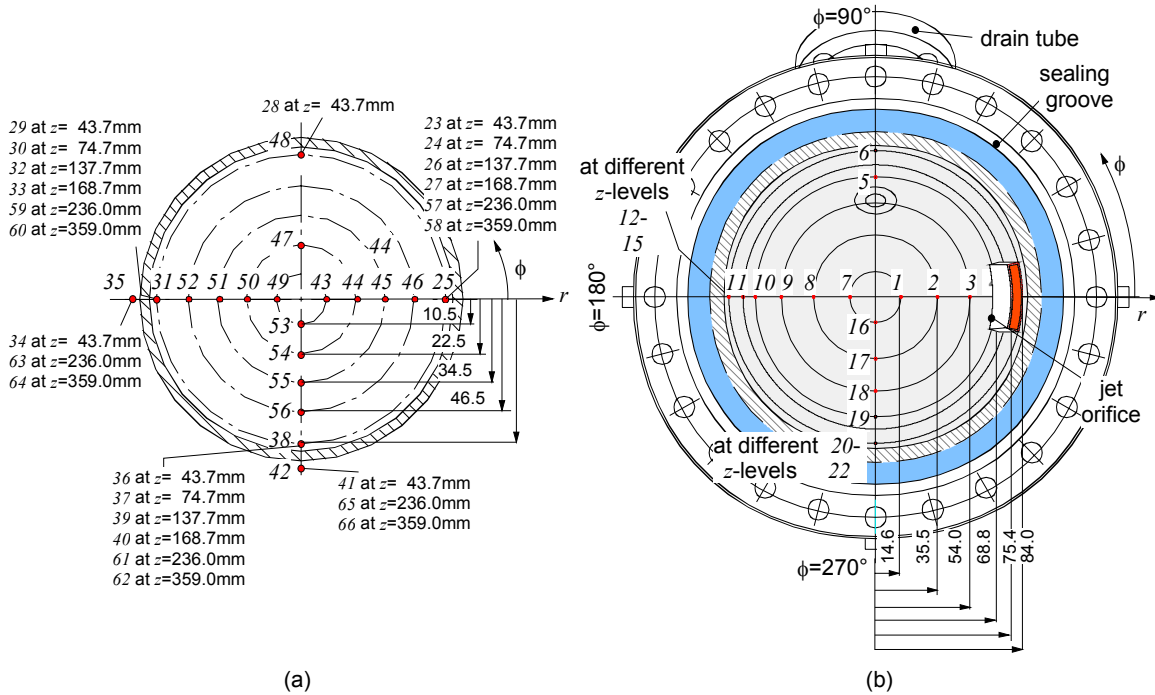 28 at z= 43.7mm
29 at z= 43.7mm
30 at z= 74.7mm
32 at z=137.7mm
33 at z=168.7mm
59 at z=236.0mm
60 at z=359.0mm
48
23 at z= 43.7mm
24 at z= 74.7mm
26 at z=137.7mm
27 at z=168.7mm
57 at z=236.0mm
58 at z=359.0mm
47
44
ϕ
35 31 52 51 50 49 43 44 45 46 25 r
10.5
53
22.5
54
34.5
55
46.5
56
38
42
34 at z= 43.7mm
63 at z=236.0mm
64 at z=359.0mm
36 at z= 43.7mm
37 at z= 74.7mm
39 at z=137.7mm
40 at z=168.7mm
61 at z=236.0mm
62 at z=359.0mm
41 at z= 43.7mm
65 at z=236.0mm
66 at z=359.0mm
(a)
ϕ=90°
drain tube
sealing
groove
ϕ
at different
z-levels
12-
15
6
5
ϕ=180°
11 10 9 8 7 1 2 3
r
16
17
18
19
at different
z-levels
20-
22
jet
orifice
ϕ=270°
14.6
35.5
54.0
68.8
75.4
84.0
(b)